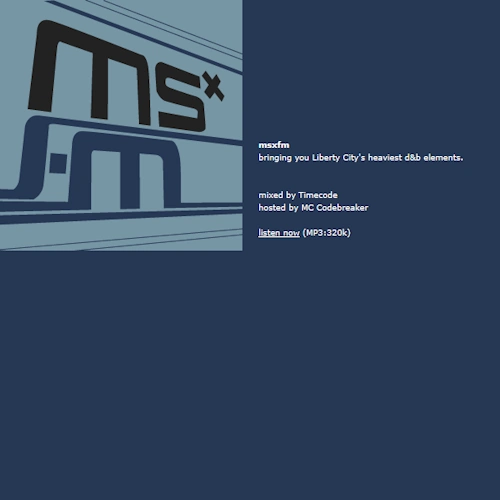 msx
fm
msxfm
bringing you Liberty City's heaviest d&b elements.
mixed by Timecode
hosted by MC Codebreaker
listen now (MP3:320k)